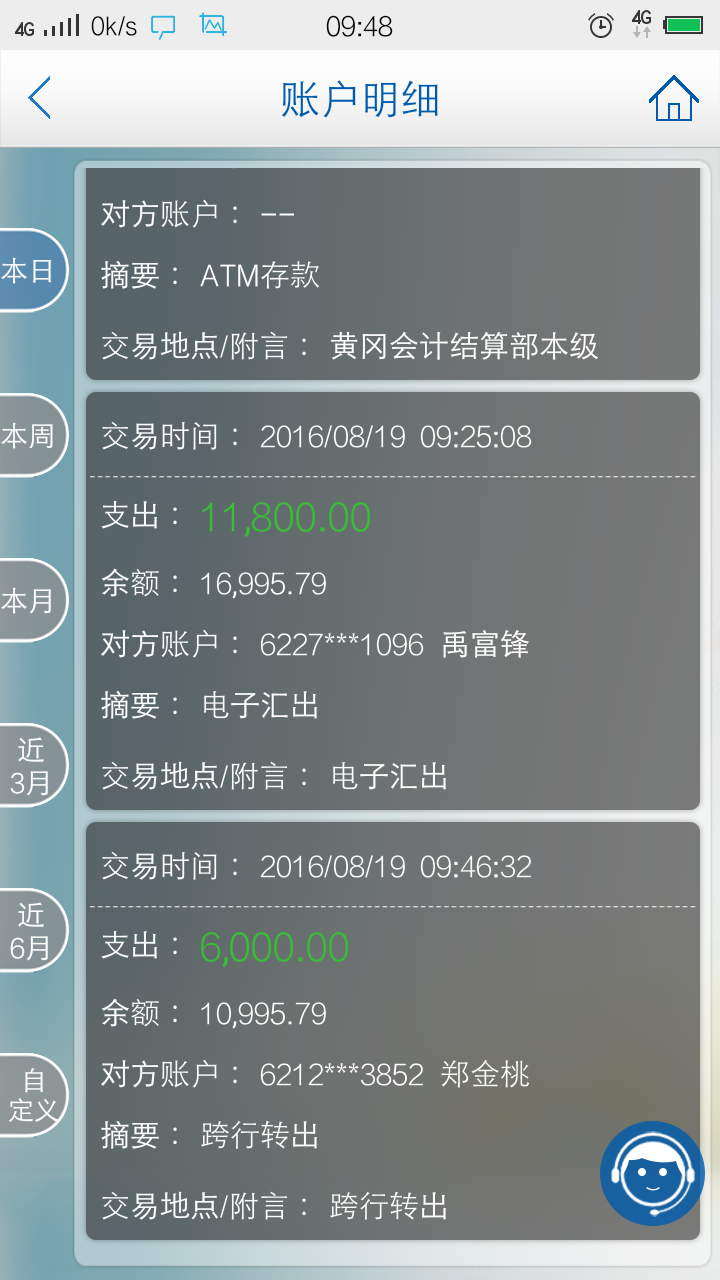 4G 0k/s 09:48 4G
账户明细
对方账户： --
摘要： ATM存款
交易地点/附言： 黄冈会计结算部本级
本日
交易时间： 2016/08/19 09:25:08
本周
支出： 11,800.00
余额： 16,995.79
本月
对方账户： 6227***1096 禹富锋
摘要： 电子汇出
交易地点/附言： 电子汇出
近
3月
交易时间： 2016/08/19 09:46:32
支出： 6,000.00
近
6月
余额： 10,995.79
对方账户： 6212***3852 郑金桃
自
定义
摘要： 跨行转出
交易地点/附言： 跨行转出